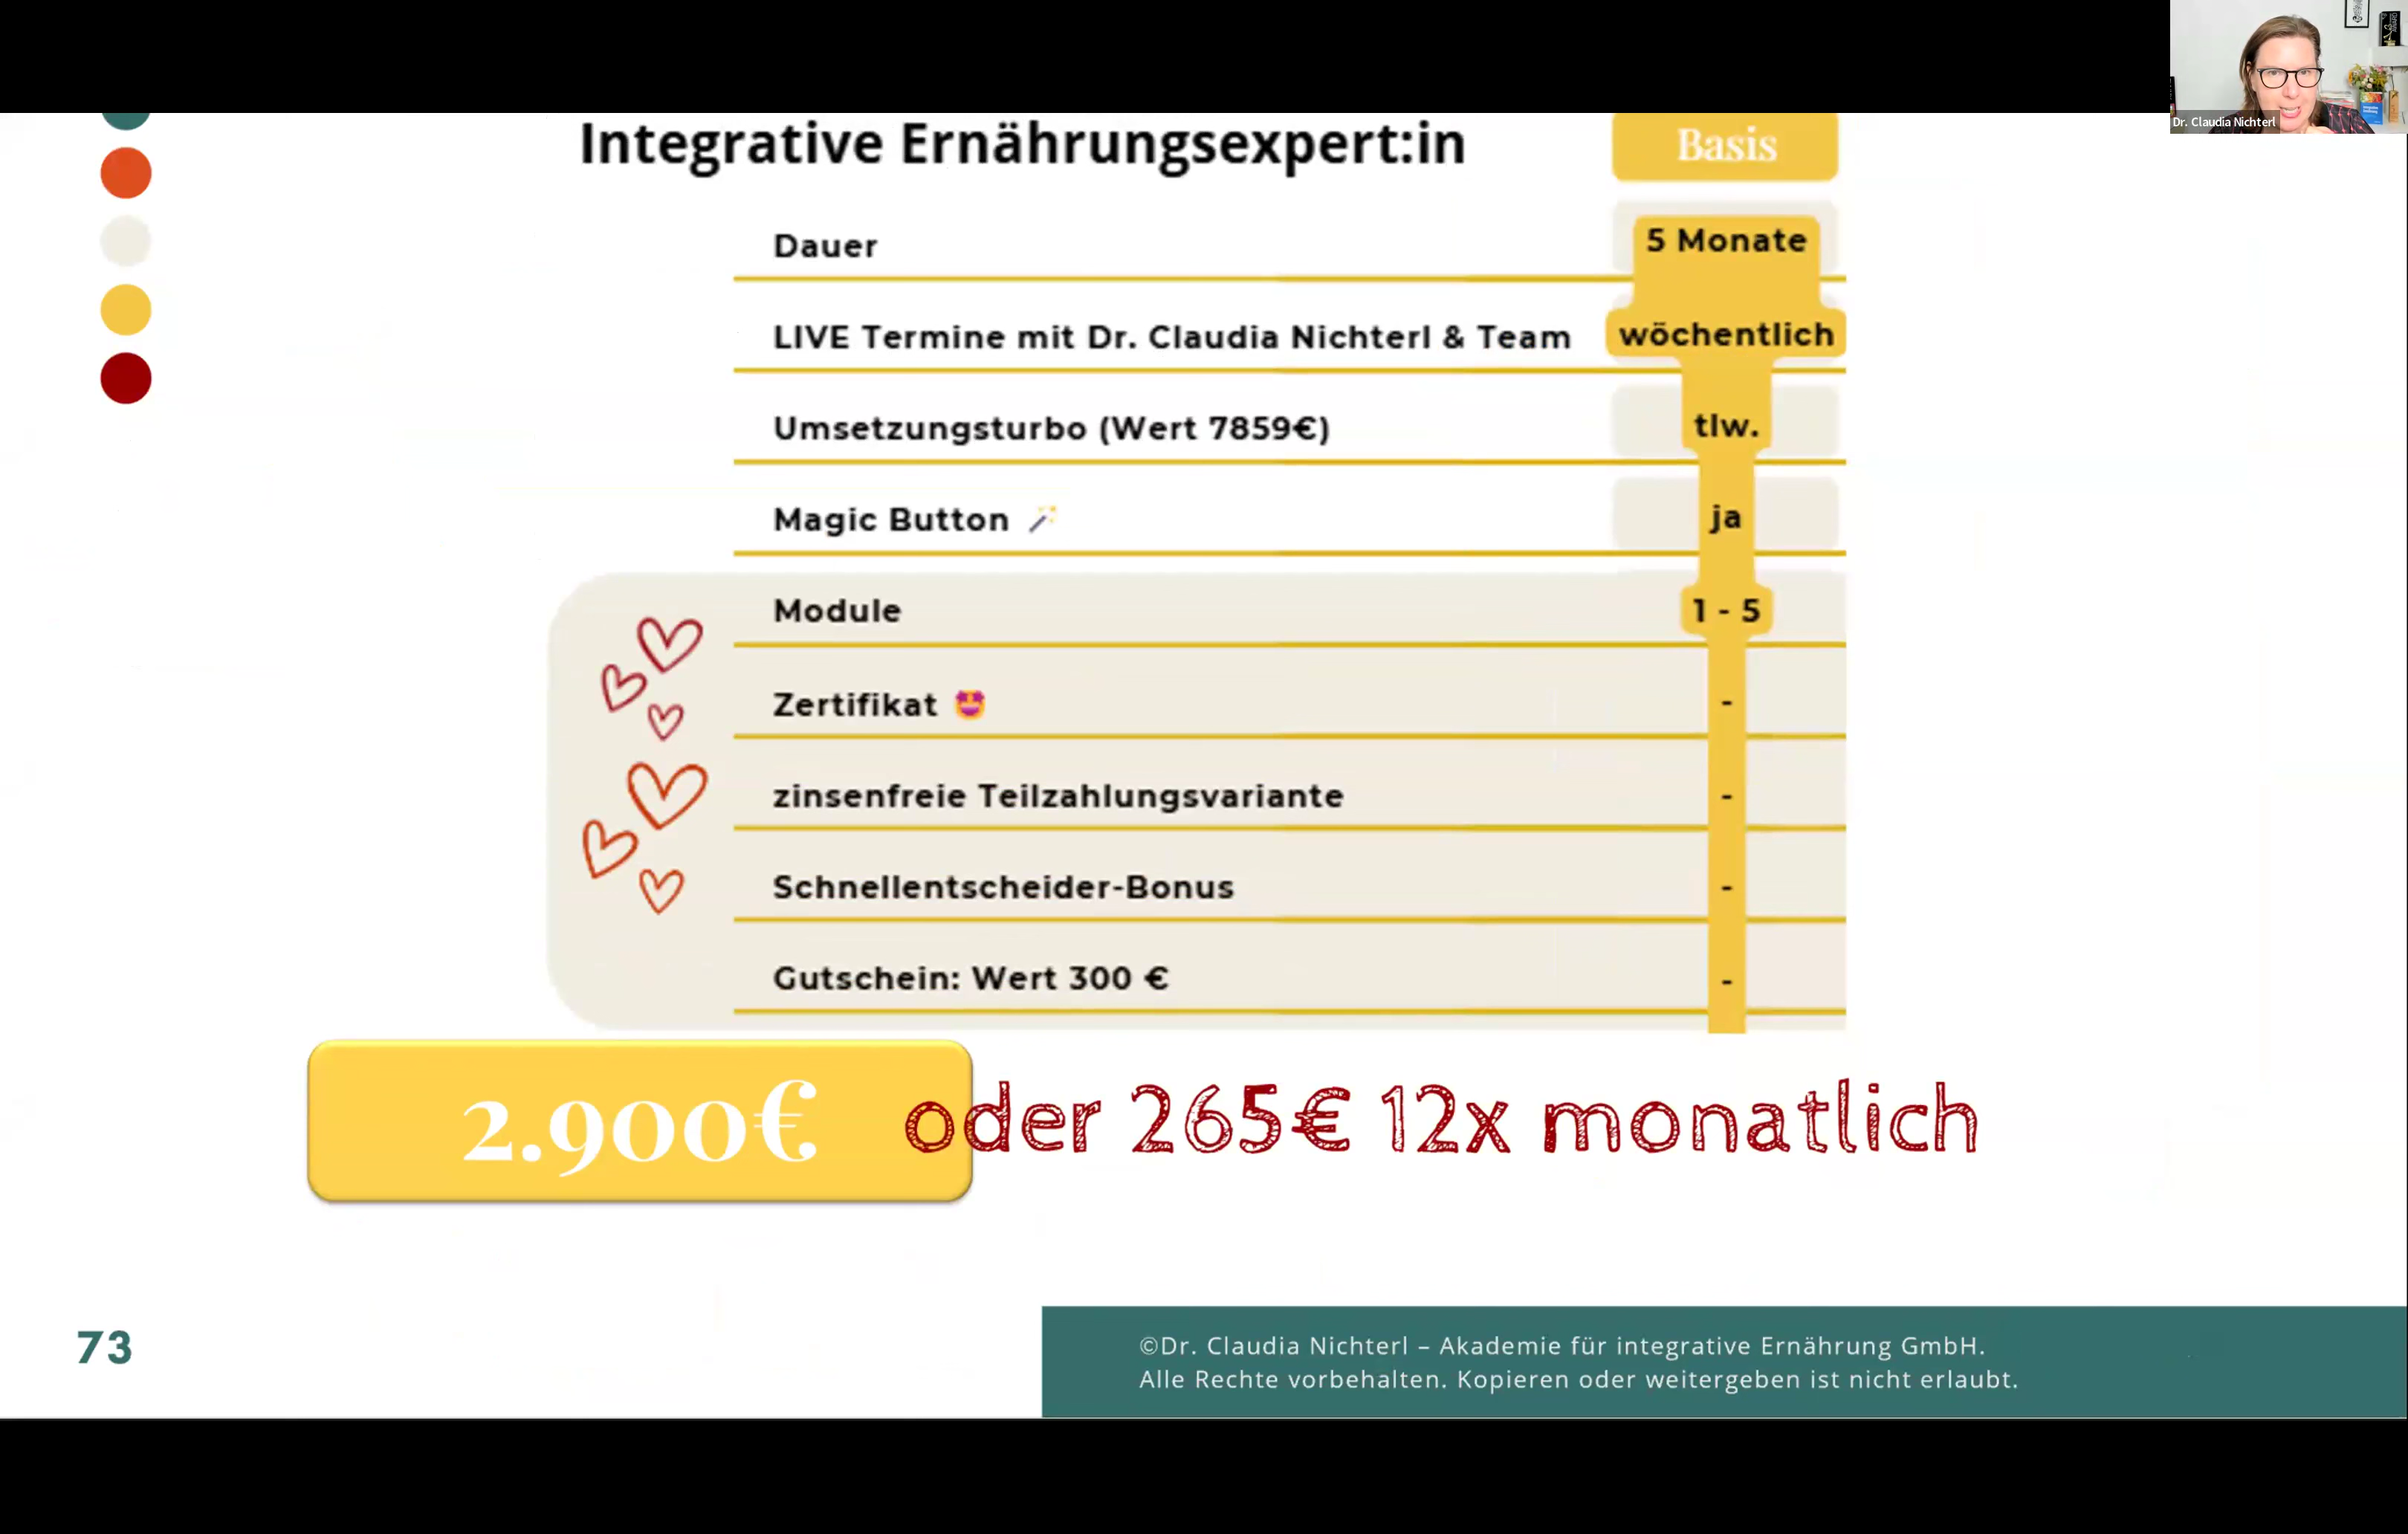 Dr. Claudia Nichterl
Integrative Ernährungsexpert:in Basis
Dauer 5 Monate
LIVE Termine mit Dr. Claudia Nichterl & Team wöchentlich
Umsetzungsturbo (Wert 7859€) tlw.
Magic Button 🪄 ja
Module 1 - 5
Zertifikat 🤩 -
zinsenfreie Teilzahlungsvariante -
Schnellentscheider-Bonus -
Gutschein: Wert 300 € -
2.900€ oder 265€ 12x monatlich
73
©Dr. Claudia Nichterl – Akademie für integrative Ernährung GmbH.
Alle Rechte vorbehalten. Kopieren oder weitergeben ist nicht erlaubt.